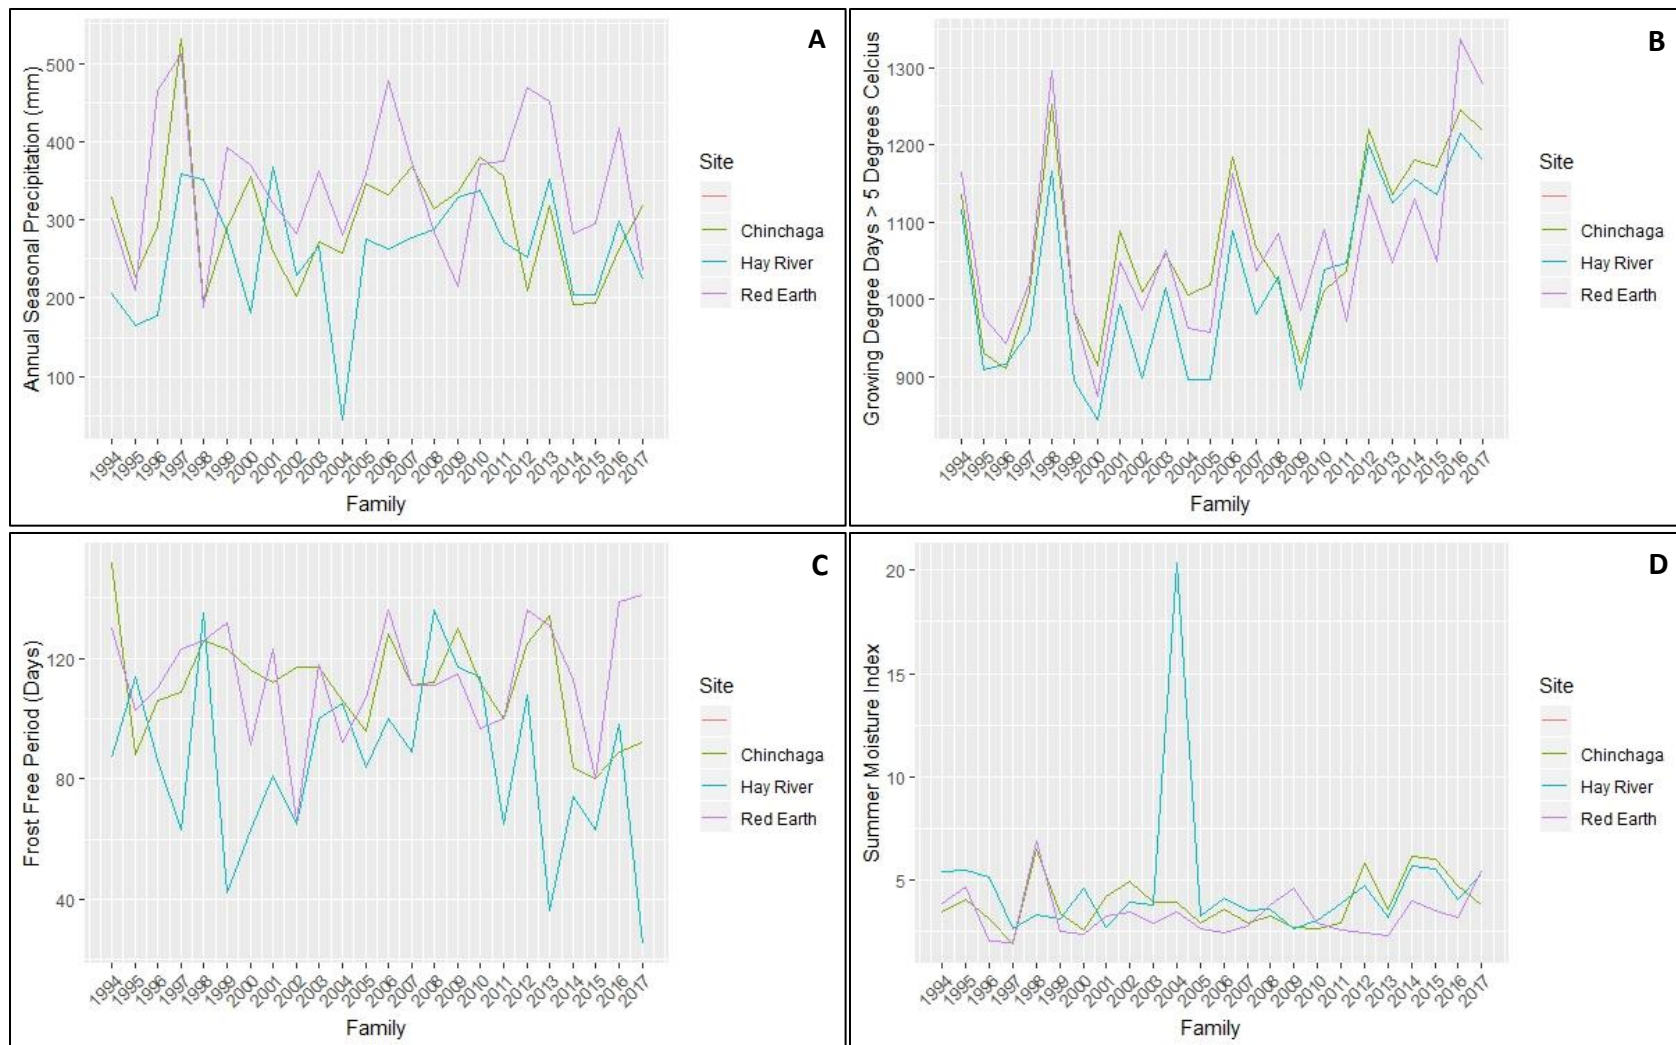 A
Annual Seasonal Precipitation (mm)
500
400
300
200
100
1994 1995 1996 1997 1998 1999 2000 2001 2002 2003 2004 2005 2006 2007 2008 2009 2010 2011 2012 2013 2014 2015 2016 2017
Family
Site
Chinchaga
Hay River
Red Earth
B
Growing Degree Days > 5 Degrees Celcius
1300
1200
1100
1000
900
1994 1995 1996 1997 1998 1999 2000 2001 2002 2003 2004 2005 2006 2007 2008 2009 2010 2011 2012 2013 2014 2015 2016 2017
Family
Site
Chinchaga
Hay River
Red Earth
C
Frost Free Period (Days)
120
80
40
1994 1995 1996 1997 1998 1999 2000 2001 2002 2003 2004 2005 2006 2007 2008 2009 2010 2011 2012 2013 2014 2015 2016 2017
Family
Site
Chinchaga
Hay River
Red Earth
D
Summer Moisture Index
20
15
10
5
1994 1995 1996 1997 1998 1999 2000 2001 2002 2003 2004 2005 2006 2007 2008 2009 2010 2011 2012 2013 2014 2015 2016 2017
Family
Site
Chinchaga
Hay River
Red Earth